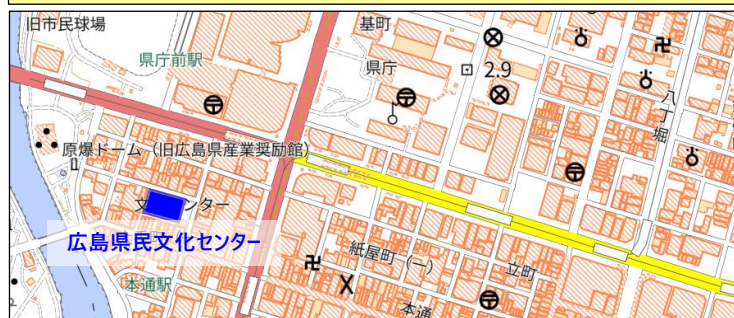 旧市民球場
基町
県庁前駅
県庁
2.9
八丁堀
原爆ドーム（旧広島県産業奨励館）
文 ンター
広島県民文化センター
紙屋町（一）
立町
本通駅
本通